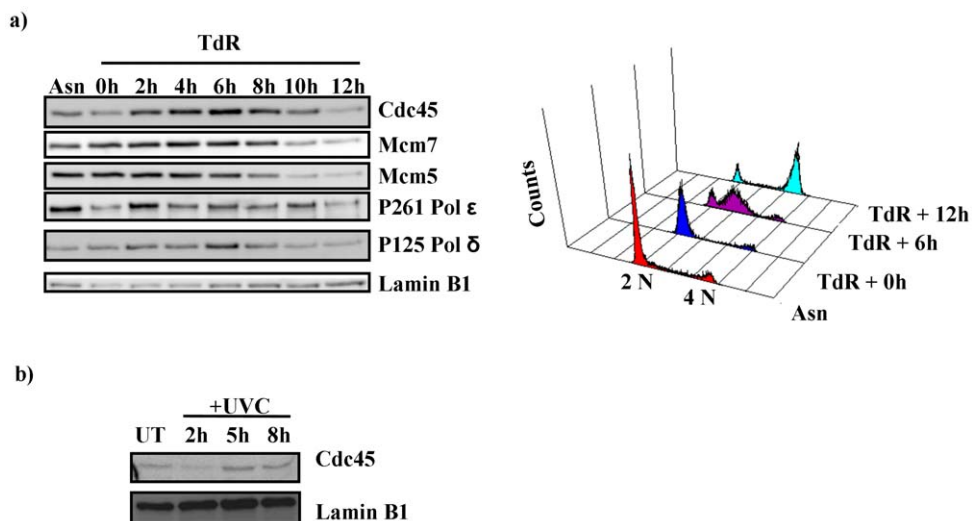 a)
TdR
Asn 0h 2h 4h 6h 8h 10h 12h
Cdc45
Mcm7
Mcm5
P261 Pol ε
P125 Pol δ
Lamin B1
Counts
2 N 4 N
TdR + 12h
TdR + 6h
TdR + 0h
Asn
b)
+UVC
UT 2h 5h 8h
Cdc45
Lamin B1